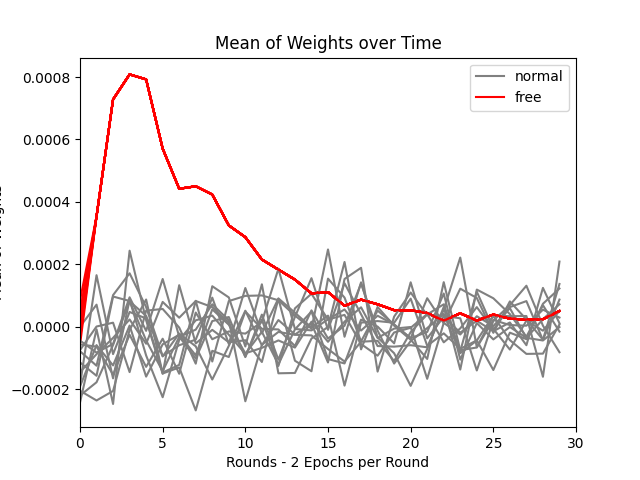 Mean of Weights over Time
normal
free
0.0008
0.0006
0.0004
0.0002
0.0000
−0.0002
0 5 10 15 20 25 30
Rounds - 2 Epochs per Round